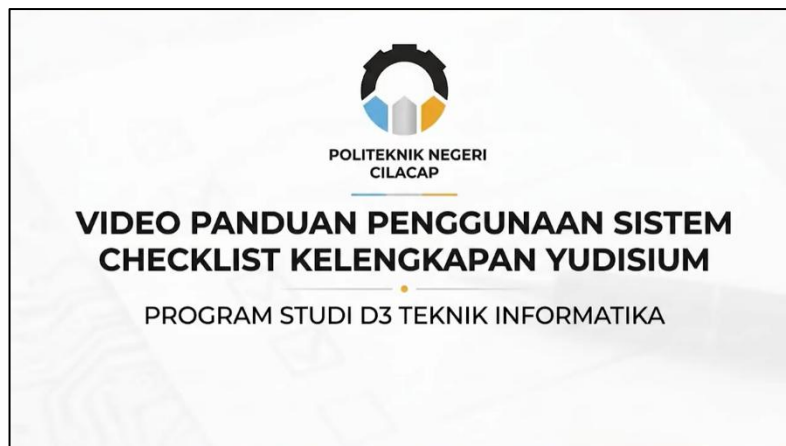 POLITEKNIK NEGERI
CILACAP
VIDEO PANDUAN PENGGUNAAN SISTEM
CHECKLIST KELENGKAPAN YUDISIUM
PROGRAM STUDI D3 TEKNIK INFORMATIKA